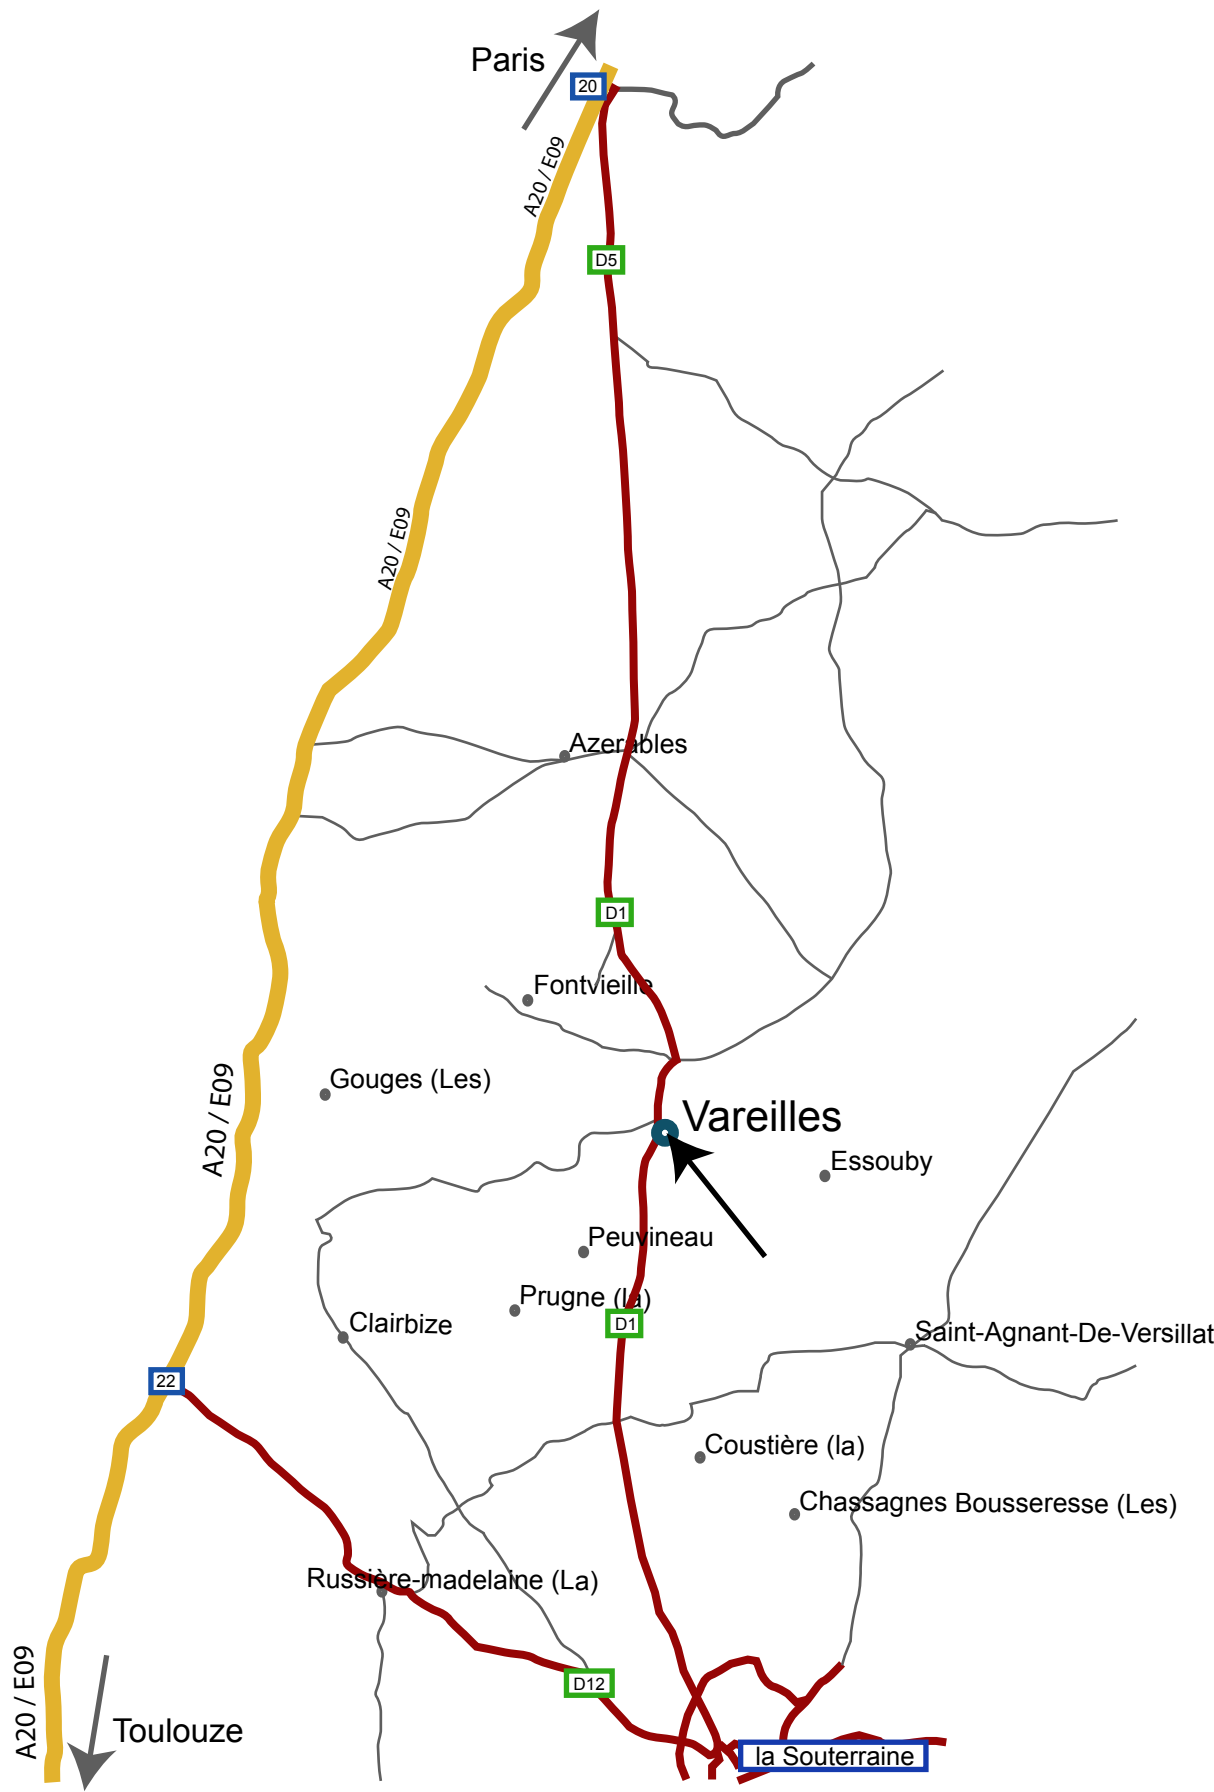 Paris
20
A20 / E09
D5
A20 / E09
Azerables
D1
Fontvieille
Gouges (Les)
A20 / E09
Vareilles
Essouby
Peuvineau
Prugne (la)
D1
Clairbize
Saint-Agnant-De-Versillat
22
Coustière (la)
Chassagnes Bousseresse (Les)
Russière-madelaine (La)
A20 / E09
D12
Toulouze
la Souterraine